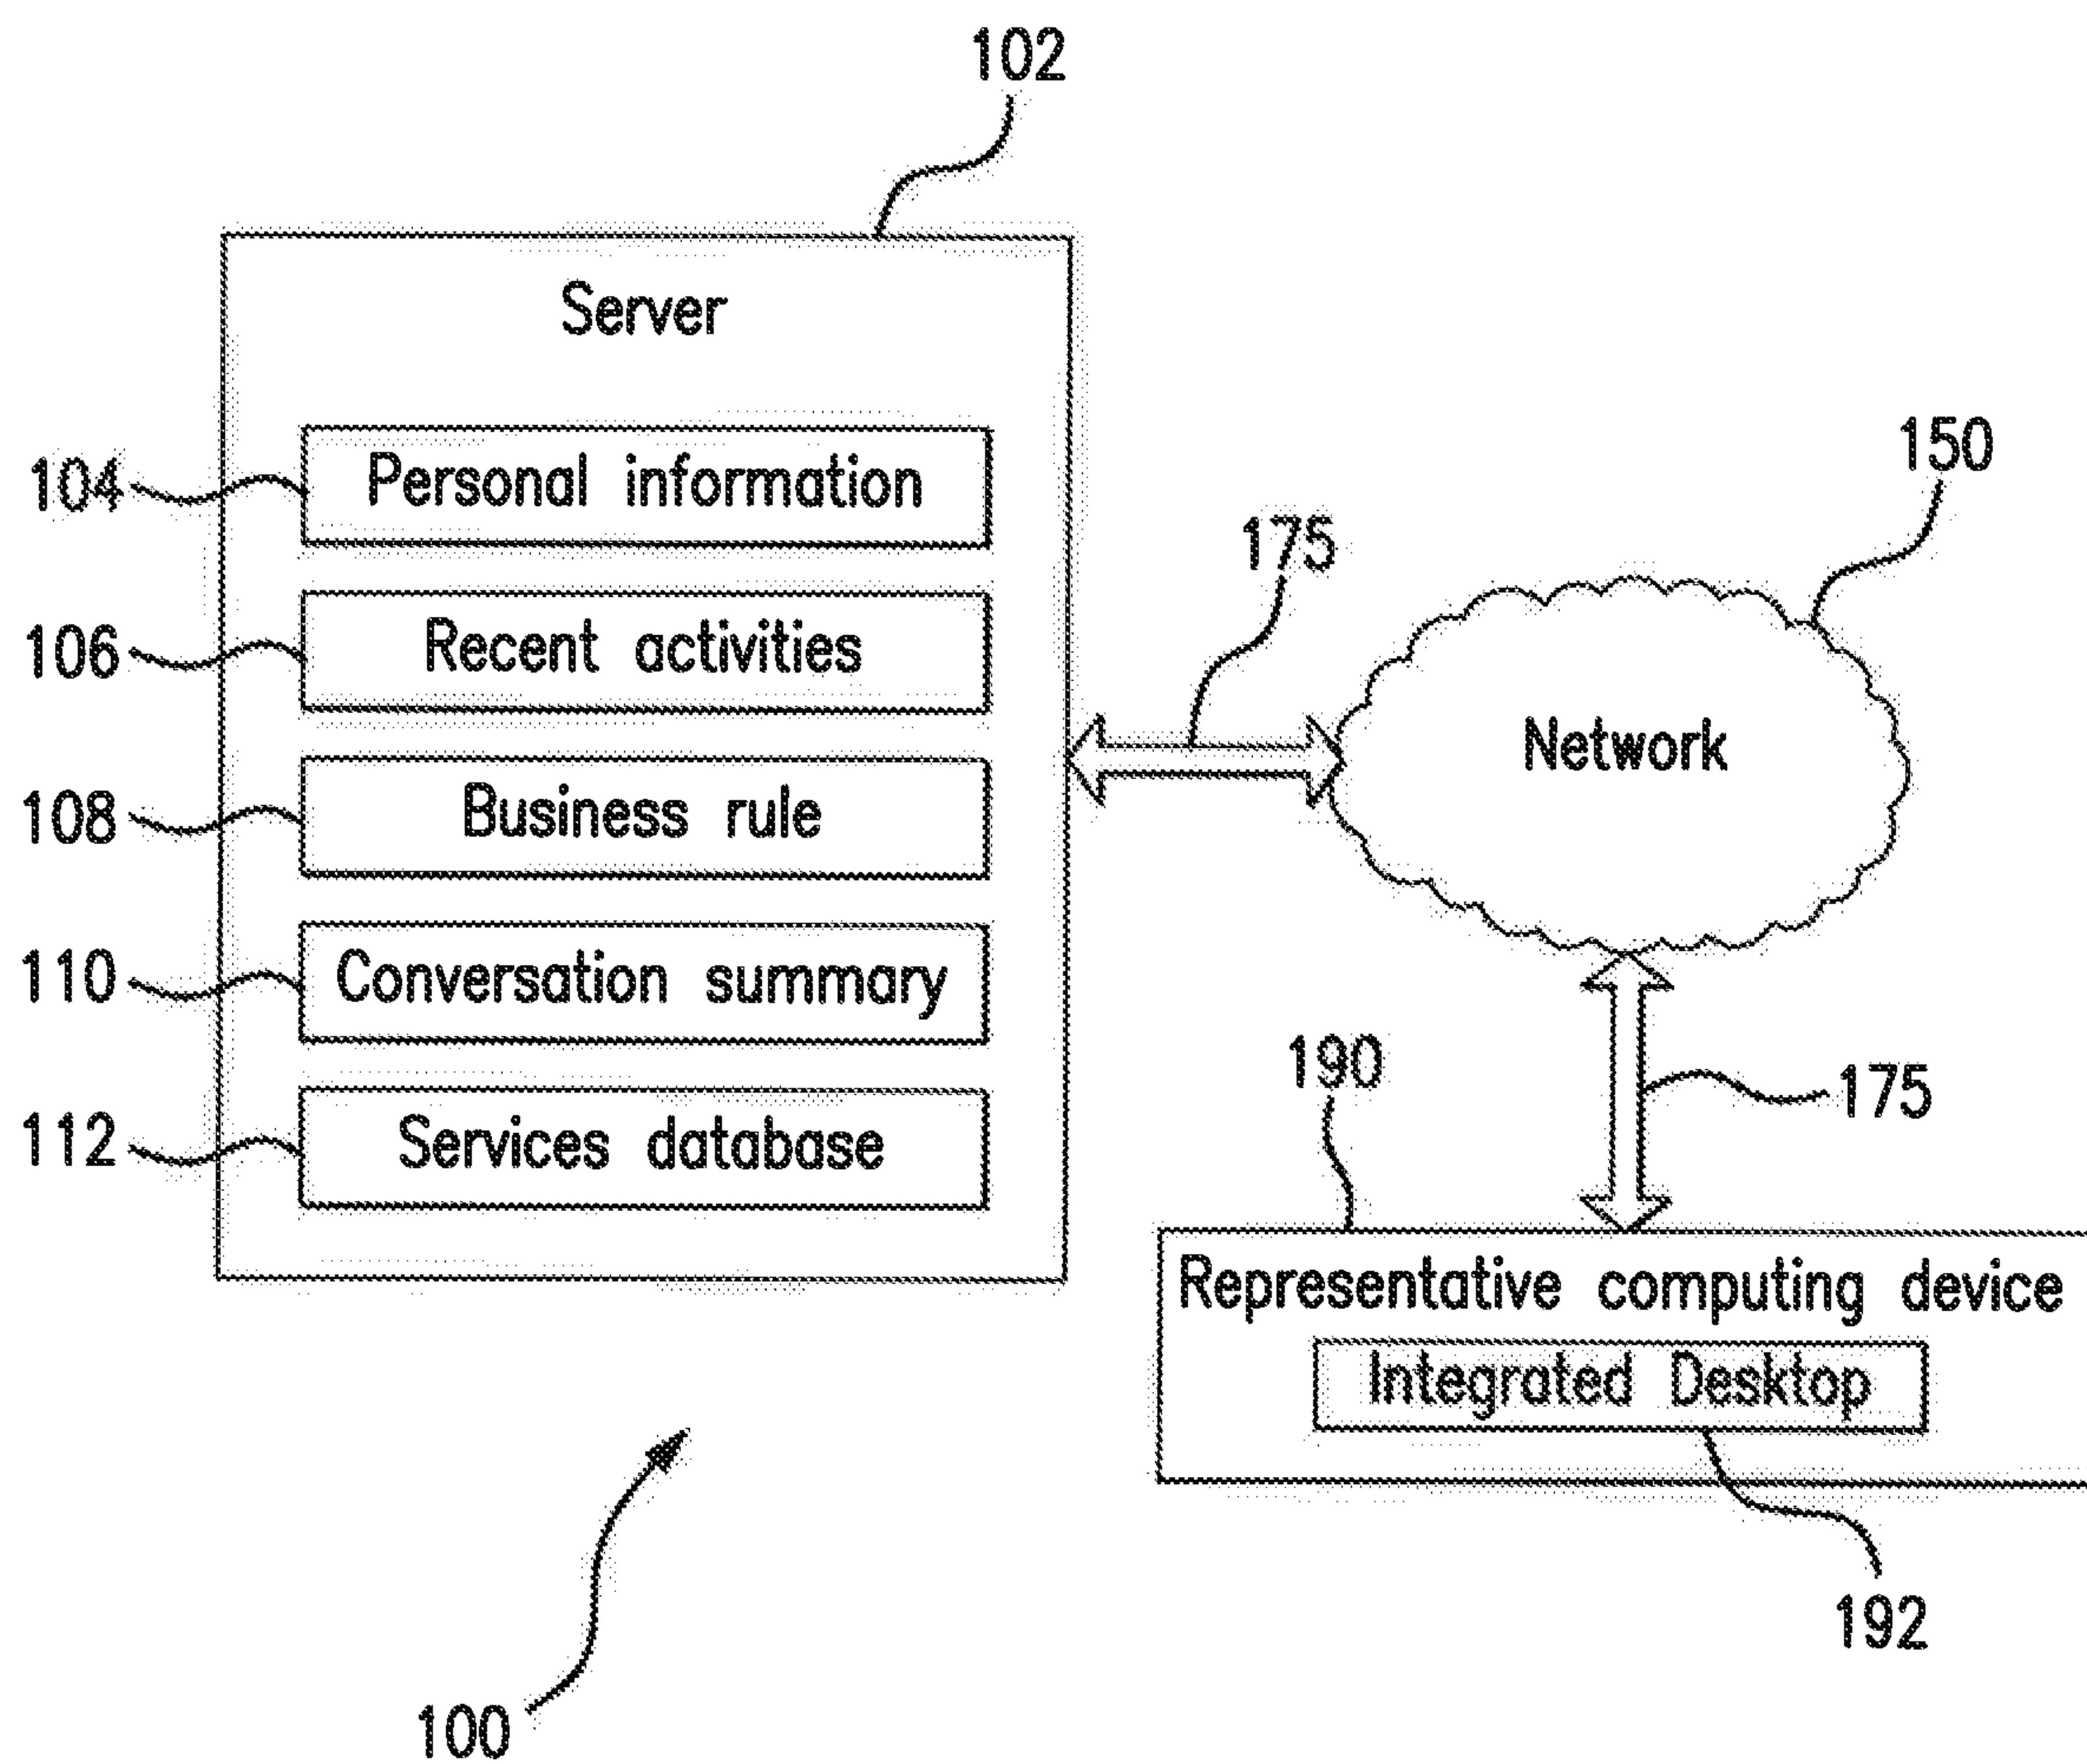 102
Server
104
Personal information
106
Recent activities
108
Business rule
110
Conversation summary
112
Services database
175
150
Network
175
190
Representative computing device
Integrated Desktop
192
100